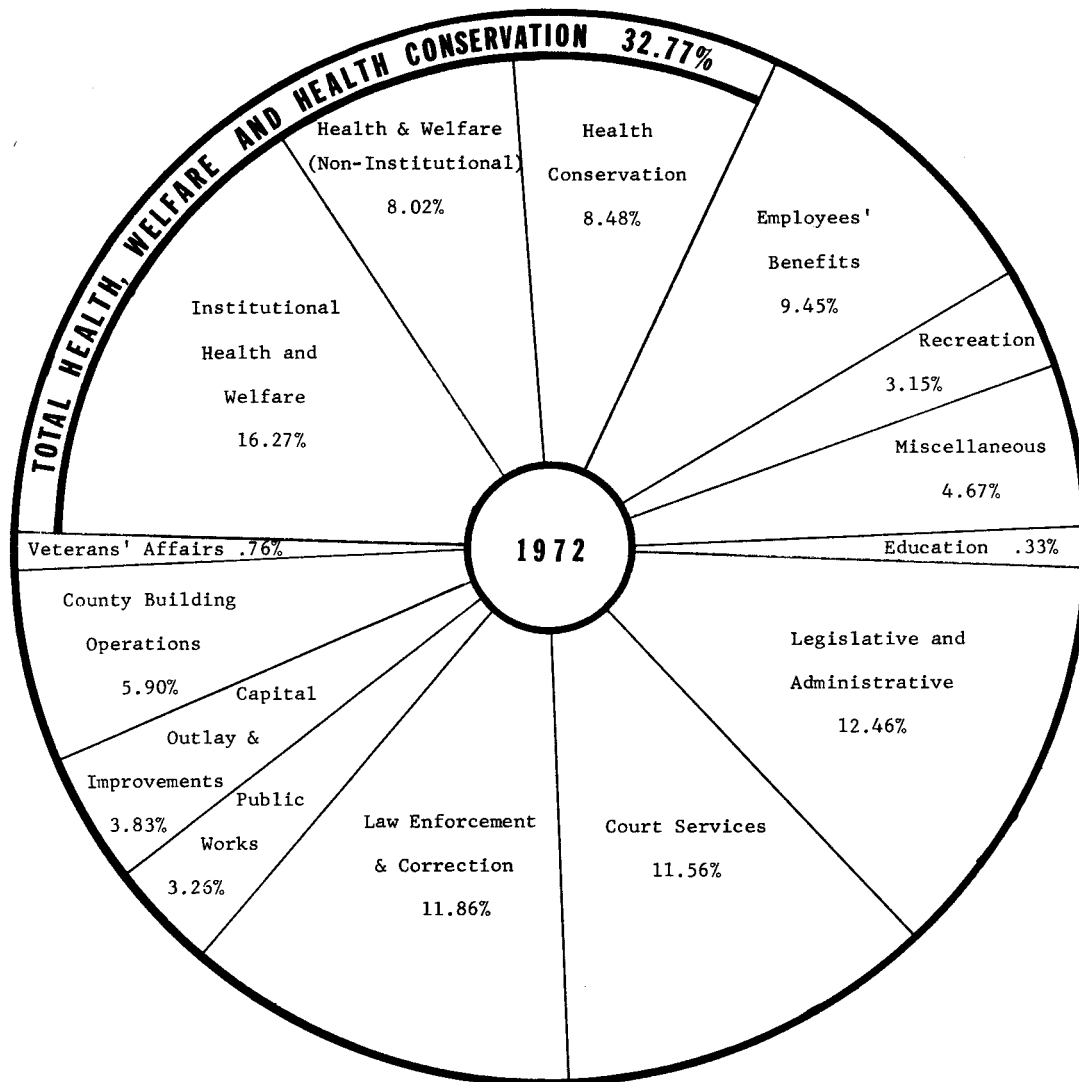 TOTAL HEALTH, WELFARE AND HEALTH CONSERVATION 32.77%
Health & Welfare
(Non-Institutional)
8.02%
Health
Conservation
8.48%
Employees'
Benefits
9.45%
Recreation
3.15%
Miscellaneous
4.67%
Education .33%
Legislative and
Administrative
12.46%
Court Services
11.56%
Law Enforcement
& Correction
11.86%
Public
Works
3.26%
Capital
Outlay &
Improvements
3.83%
County Building
Operations
5.90%
Veterans' Affairs .76%
Institutional
Health and
Welfare
16.27%
1972